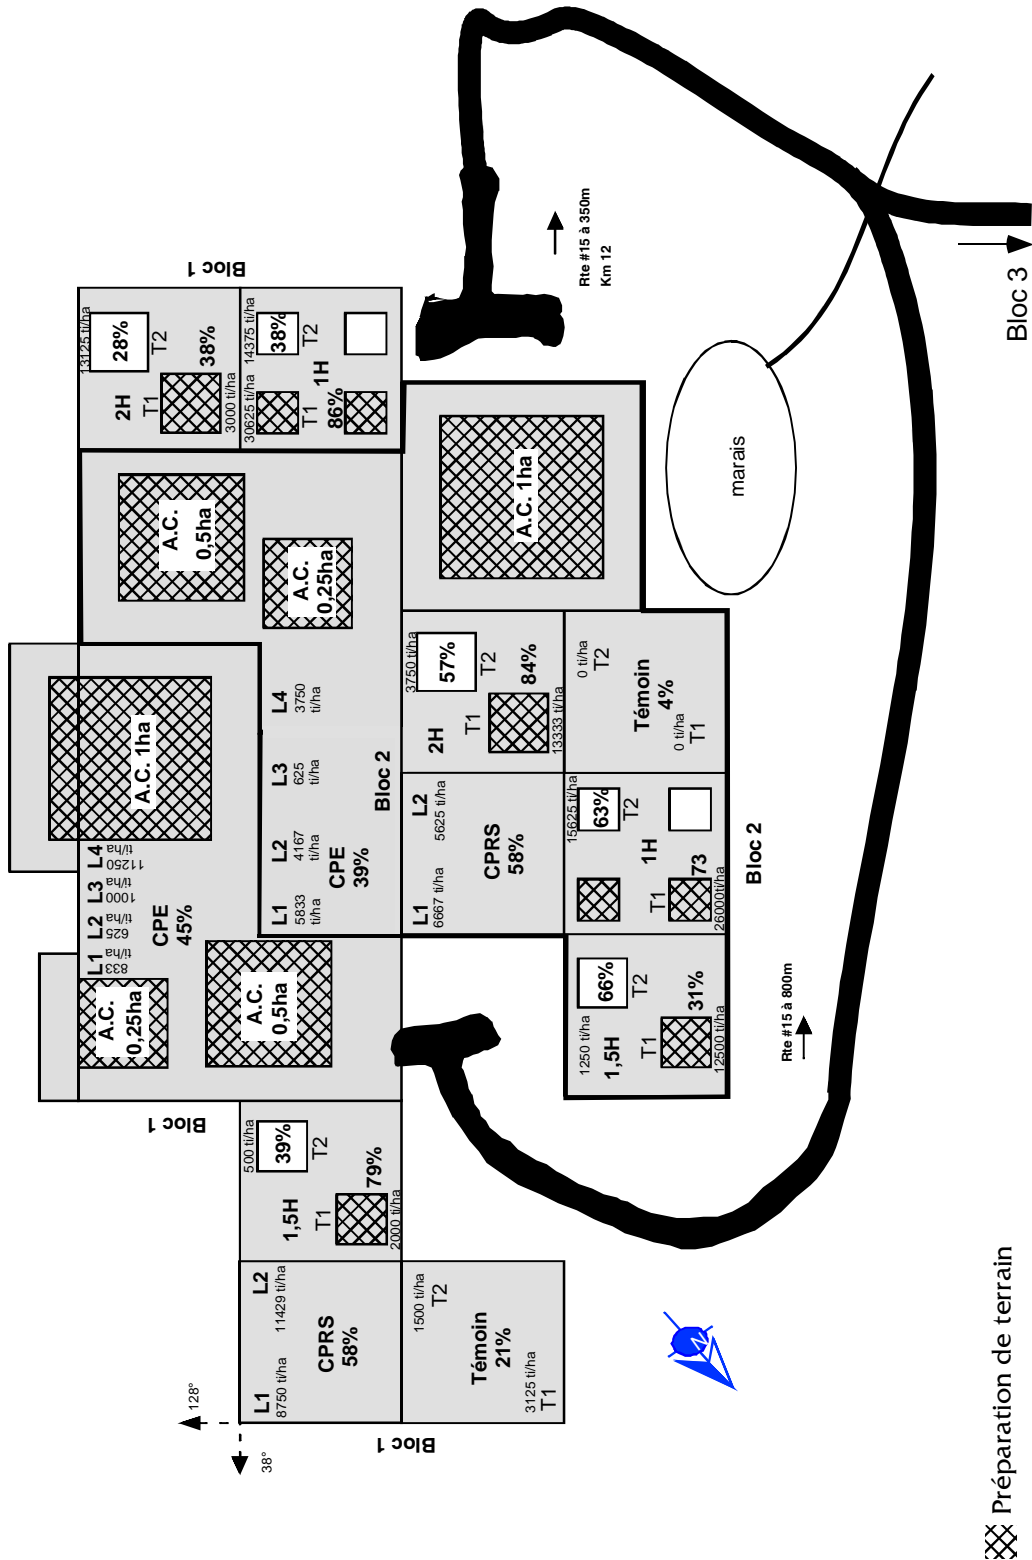 Bloc 1
13125 ti/ha
28%
T2
2H
T1
38%
3000 ti/ha
14375 ti/ha
38%
T2
1H
30625 ti/ha
T1
86%
A.C.
0,5ha
A.C.
0,25ha
A.C. 1ha
A.C. 1ha
L4
11250
ti/ha
L3
1000
ti/ha
L2
625
ti/ha
L1
833
ti/ha
CPE
45%
A.C.
0,25ha
A.C.
0,5ha
L4
3750
ti/ha
L3
625
ti/ha
L2
4167
ti/ha
L1
5833
ti/ha
CPE
39%
Bloc 2
3750 ti/ha
57%
T2
2H
T1
84%
13333 ti/ha
0 ti/ha
T2
Témoin
4%
0 ti/ha
T1
L2
5625 ti/ha
CPRS
58%
L1
6667 ti/ha
15625 ti/ha
63%
T2
1H
T1
73
26000ti/ha
Bloc 2
66%
T2
1250 ti/ha
1,5H
T1
31%
12500 ti/ha
Bloc 1
500 ti/ha
39%
T2
1,5H
T1
79%
2000 ti/ha
L2
11429 ti/ha
CPRS
58%
L1
8750 ti/ha
1500 ti/ha
T2
Témoin
21%
3125 ti/ha
T1
Bloc 1
128°
38°
Rte #15 à 350m
Km 12
marais
Bloc 3
Rte #15 à 800m
N
Préparation de terrain